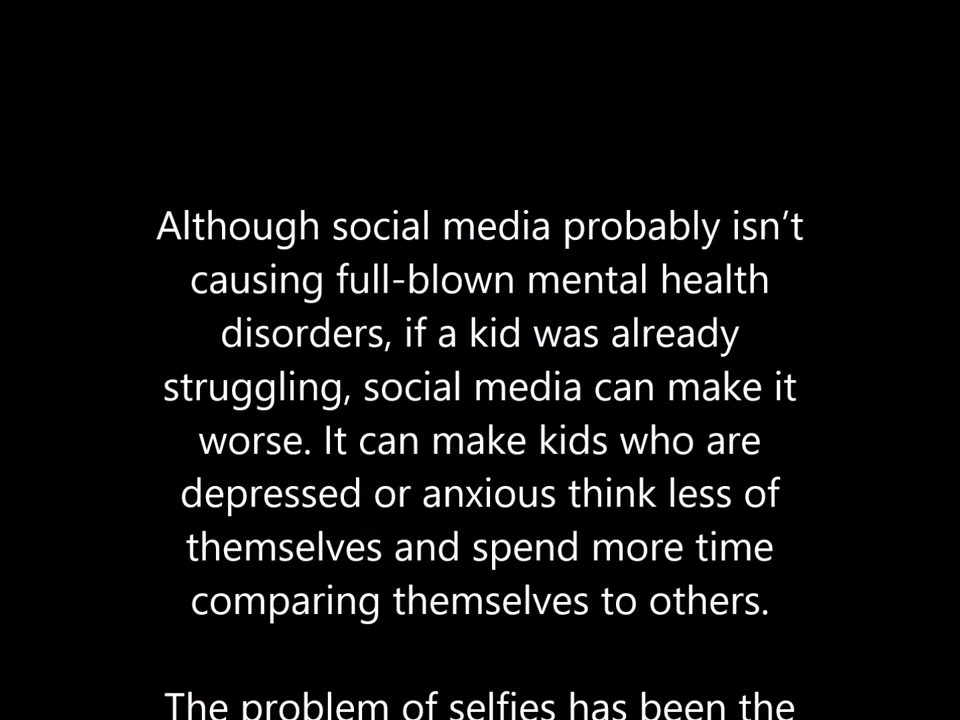 Although social media probably isn’t
causing full-blown mental health
disorders, if a kid was already
struggling, social media can make it
worse. It can make kids who are
depressed or anxious think less of
themselves and spend more time
comparing themselves to others.
The problem of selfies has been the